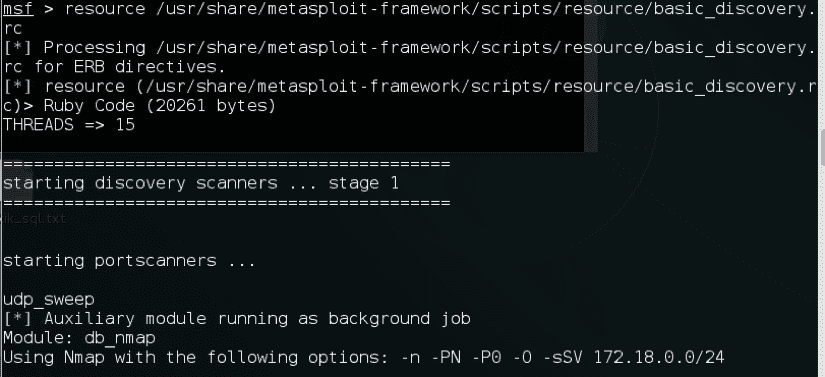 msf > resource /usr/share/metasploit-framework/scripts/resource/basic_discovery.
rc
[*] Processing /usr/share/metasploit-framework/scripts/resource/basic_discovery.
rc for ERB directives.
[*] resource (/usr/share/metasploit-framework/scripts/resource/basic_discovery.r
c)> Ruby Code (20261 bytes)
THREADS => 15
============================================
starting discovery scanners ... stage 1
============================================
ik_sql.txt
starting portscanners ...
udp_sweep
[*] Auxiliary module running as background job
Module: db_nmap
Using Nmap with the following options: -n -PN -P0 -O -sSV 172.18.0.0/24